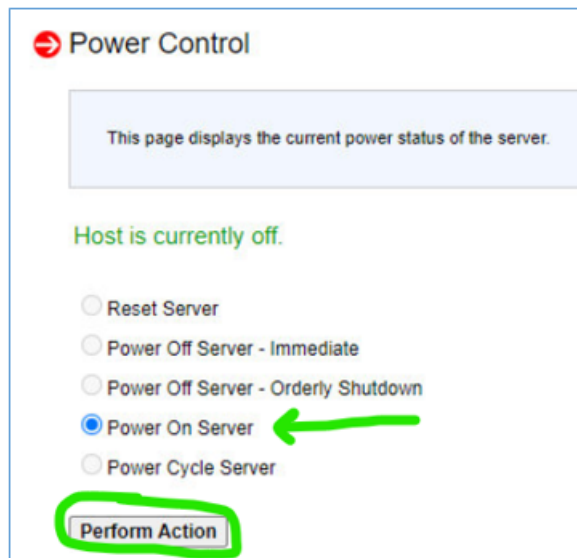 Power Control
This page displays the current power status of the server.
Host is currently off.
Reset Server
Power Off Server - Immediate
Power Off Server - Orderly Shutdown
Power On Server
Power Cycle Server
Perform Action